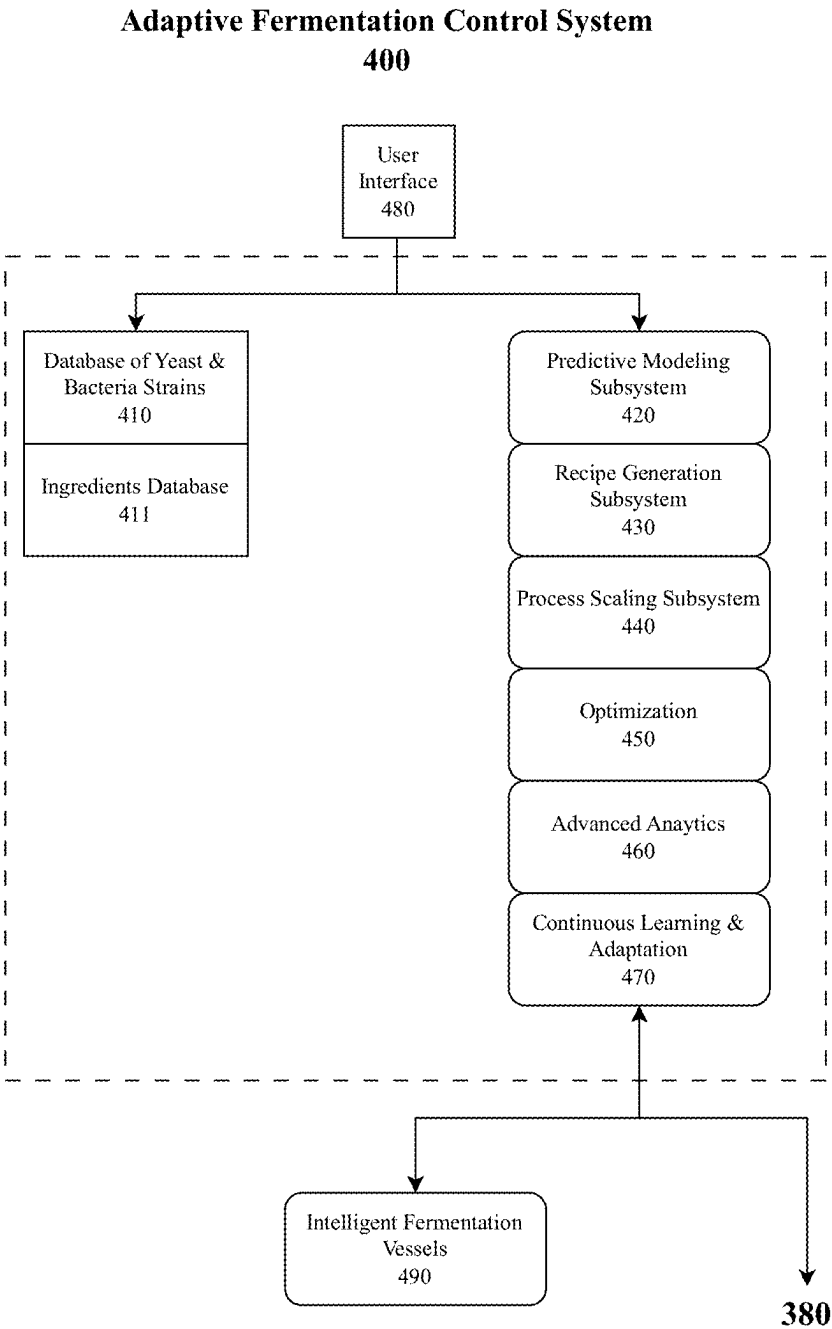 Adaptive Fermentation Control System
400
User
Interface
480
Database of Yeast &
Bacteria Strains
410
Ingredients Database
411
Predictive Modeling
Subsystem
420
Recipe Generation
Subsystem
430
Process Scaling Subsystem
440
Optimization
450
Advanced Anaytics
460
Continuous Learning &
Adaptation
470
Intelligent Fermentation
Vessels
490
380